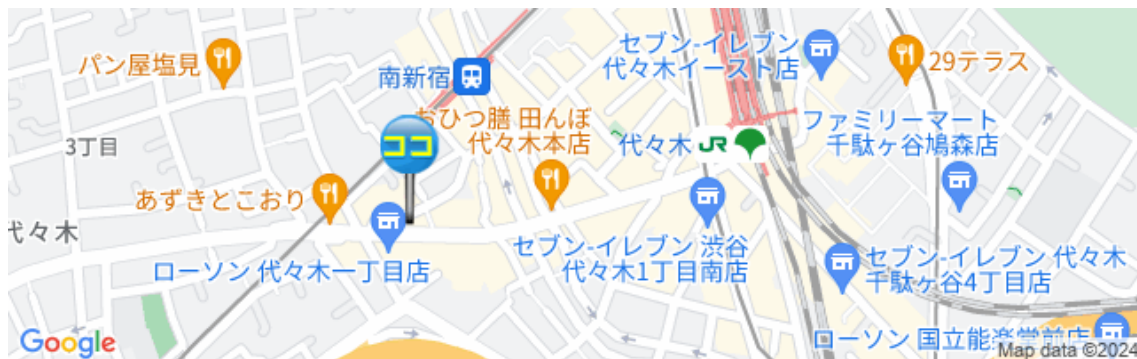 セブン-イレブン
代々木イースト店
パン屋塩見
南新宿
29テラス
おひつ膳 田んぼ
代々木本店
ココ
代々木 JR
ファミリーマート
千駄ヶ谷鳩森店
3丁目
あずきとこおり
代々木
ローソン 代々木一丁目店
セブン-イレブン 渋谷
代々木1丁目南店
セブン-イレブン 代々木
千駄ケ谷4丁目店
ローソン 国立能楽堂前店
Google
Map data ©2024